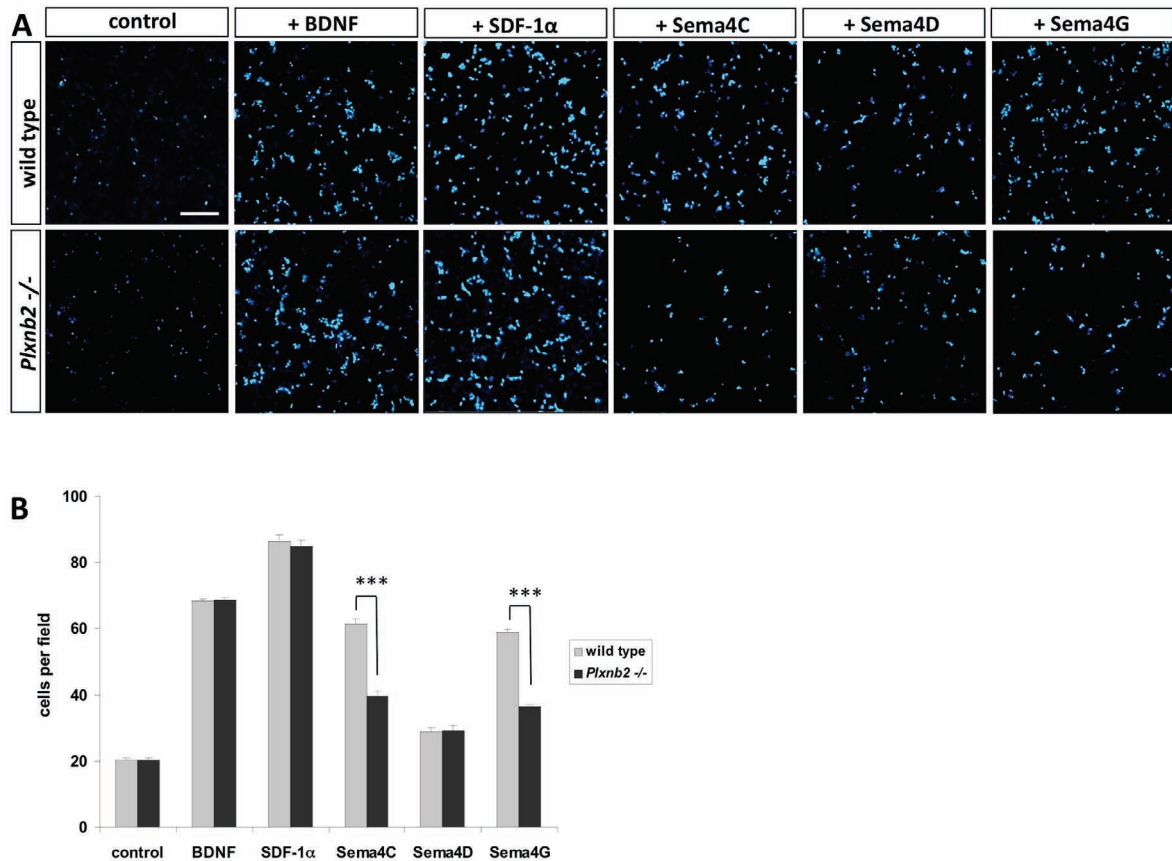 A
control + BDNF + SDF-1α + Sema4C + Sema4D + Sema4G
wild type
Plxnb2 -/-
B
100
80
60
40
20
0
cells per field
***
***
wild type
Plxnb2 -/-
control BDNF SDF-1α Sema4C Sema4D Sema4G